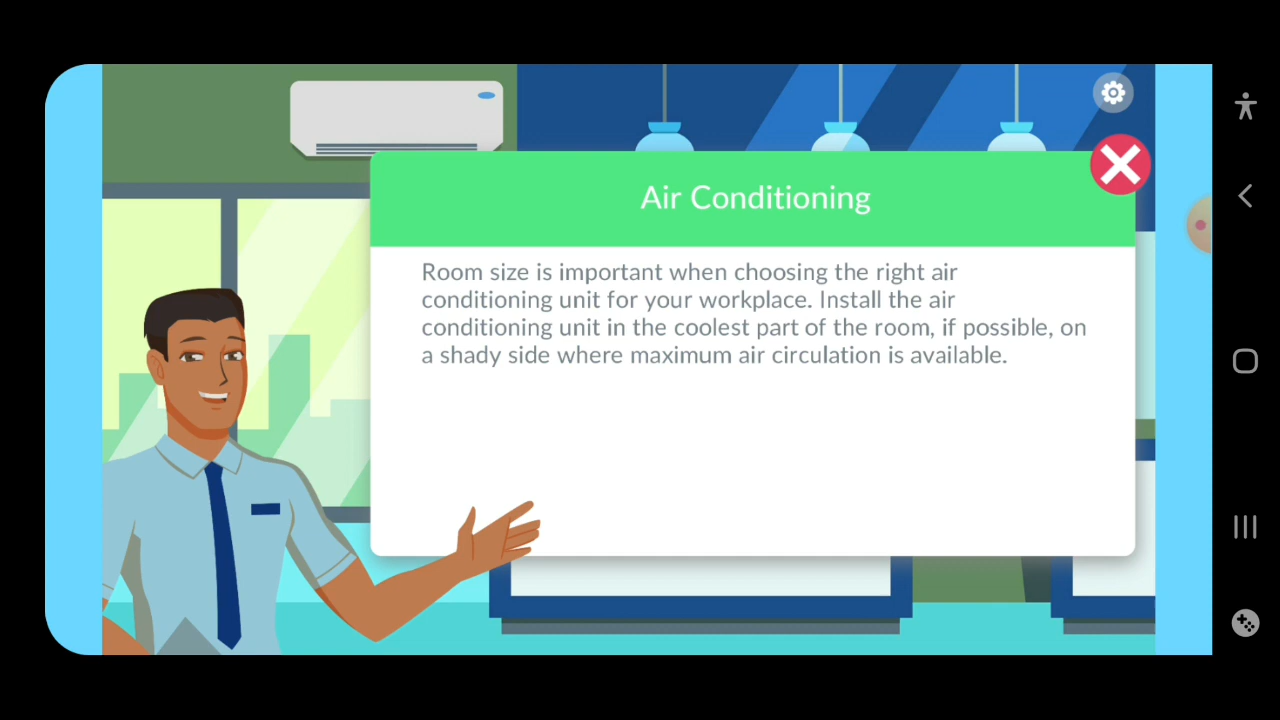 Air Conditioning
Room size is important when choosing the right air
conditioning unit for your workplace. Install the air
conditioning unit in the coolest part of the room, if possible, on
a shady side where maximum air circulation is available.